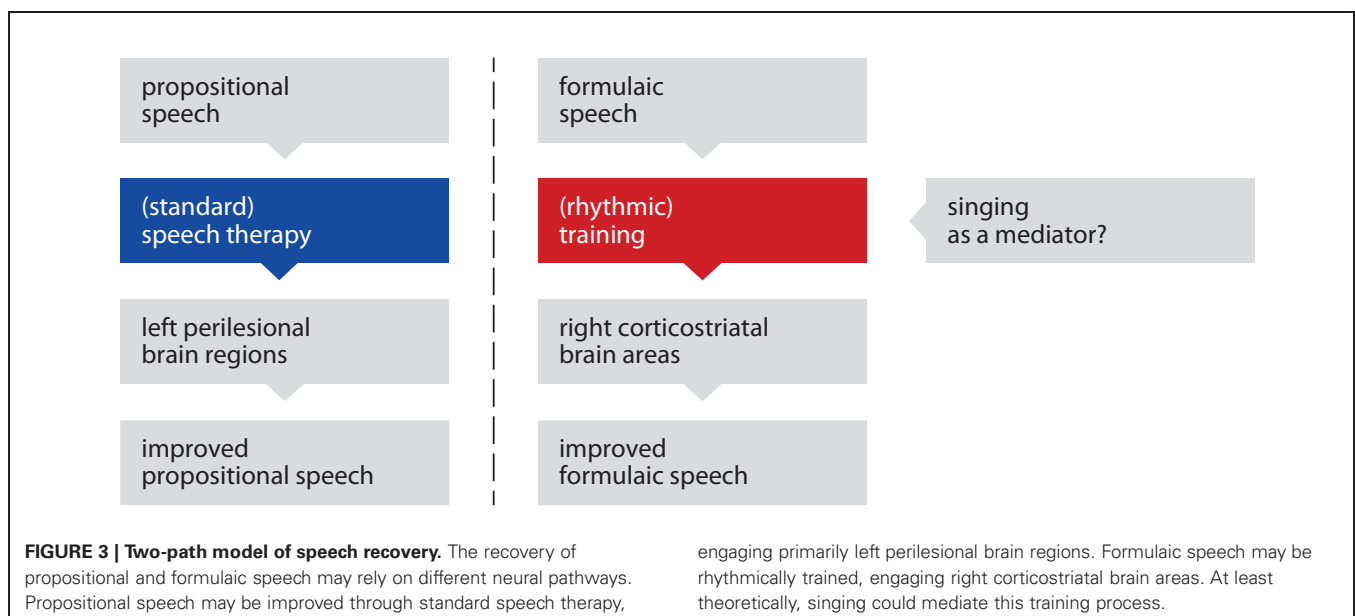 propositional
speech
(standard)
speech therapy
left perilesional
brain regions
improved
propositional speech
formulaic
speech
(rhythmic)
training
right corticostriatal
brain areas
improved
formulaic speech
singing
as a mediator?
FIGURE 3 | Two-path model of speech recovery. The recovery of
propositional and formulaic speech may rely on different neural pathways.
Propositional speech may be improved through standard speech therapy,
engaging primarily left perilesional brain regions. Formulaic speech may be
rhythmically trained, engaging right corticostriatal brain areas. At least
theoretically, singing could mediate this training process.